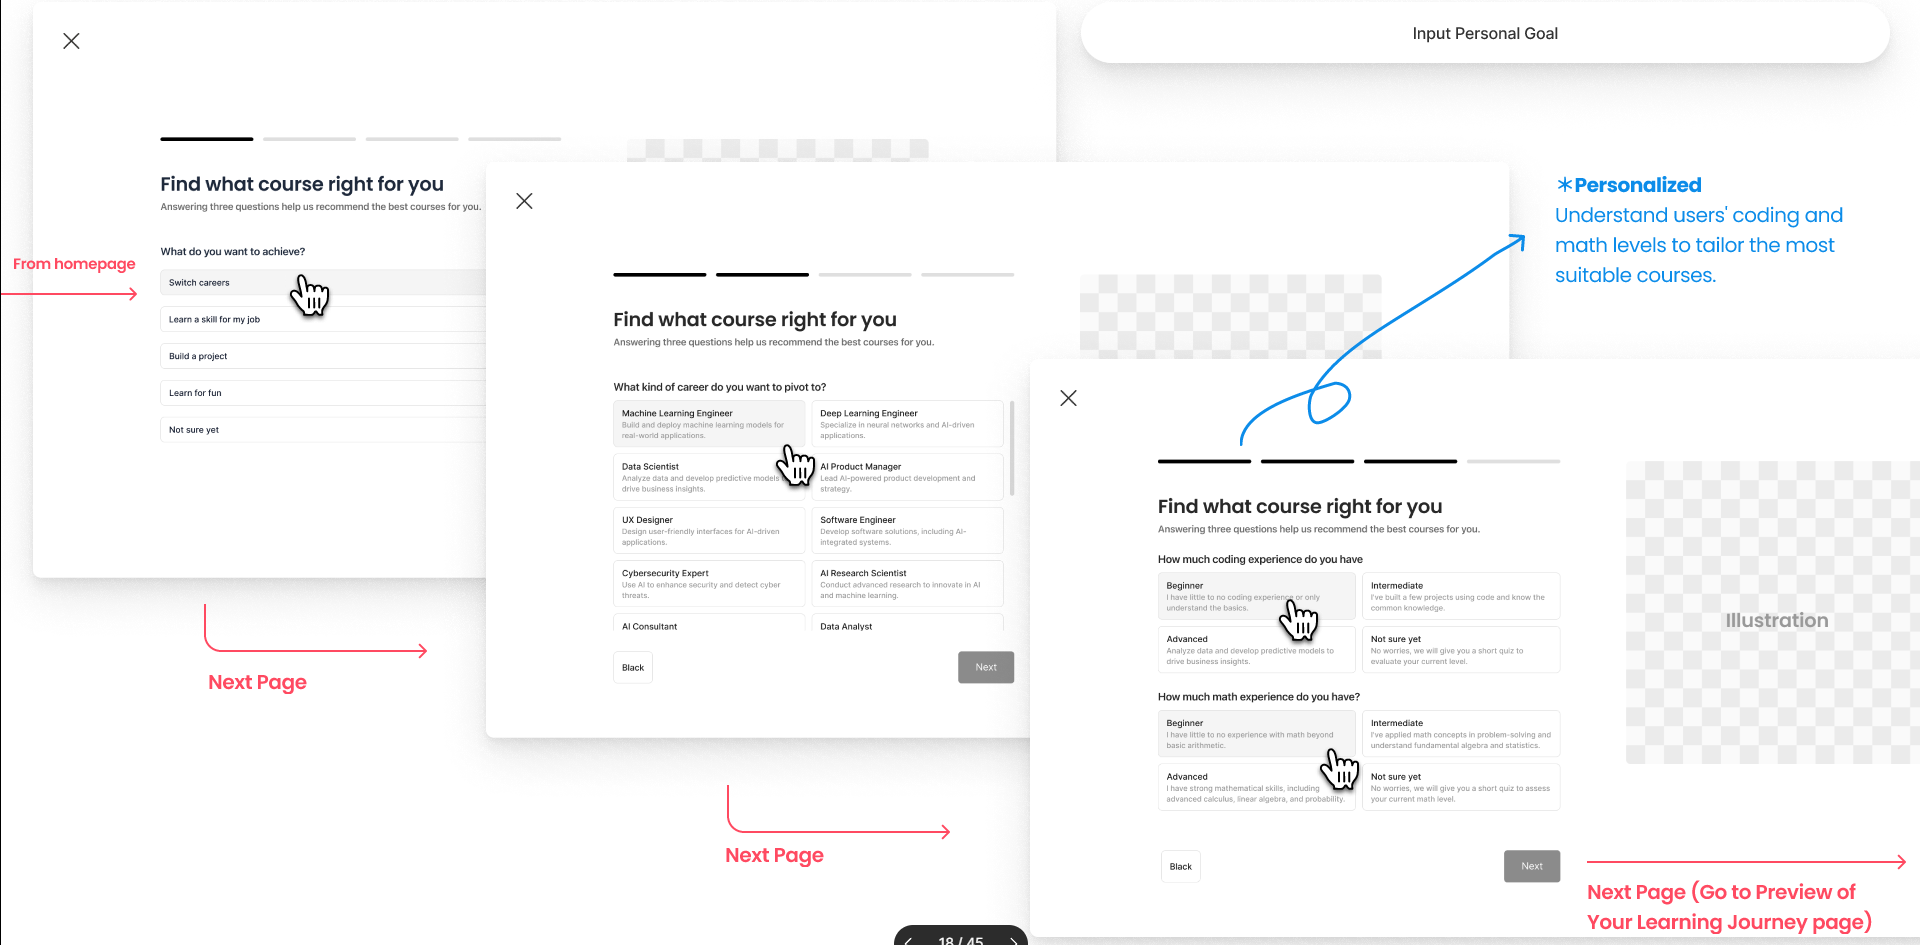 Input Personal Goal
Find what course right for you
Answering three questions help us recommend the best courses for you.
What do you want to achieve?
From homepage
Switch careers
Learn a skill for my job
Build a project
Learn for fun
Not sure yet
Next Page
Find what course right for you
Answering three questions help us recommend the best courses for you.
What kind of career do you want to pivot to?
Machine Learning Engineer
Build and deploy machine learning models for
real-world applications.
Deep Learning Engineer
Specialize in neural networks and AI-driven
applications.
Data Scientist
Analyze data and develop predictive models
drive business insights.
AI Product Manager
Lead AI-powered product development and
strategy.
UX Designer
Design user-friendly interfaces for AI-driven
applications.
Software Engineer
Develop software solutions, including AI-
integrated systems.
Cybersecurity Expert
Use AI to enhance security and detect cyber
threats.
AI Research Scientist
Conduct advanced research to innovate in AI
and machine learning.
AI Consultant
Data Analyst
Black
Next
Next Page
*Personalized
Understand users' coding and
math levels to tailor the most
suitable courses.
Find what course right for you
Answering three questions help us recommend the best courses for you.
How much coding experience do you have
Beginner
I have little to no coding experience or only
understand the basics.
Intermediate
I've built a few projects using code and know the
common knowledge.
Advanced
Analyze data and develop predictive models to
drive business insights.
Not sure yet
No worries, we will give you a short quiz to
evaluate your current level.
How much math experience do you have?
Beginner
I have little to no experience with math beyond
basic arithmetic.
Intermediate
I've applied math concepts in problem-solving and
understand fundamental algebra and statistics.
Advanced
I have strong mathematical skills, including
advanced calculus, linear algebra, and probability.
Not sure yet
No worries, we will give you a short quiz to assess
your current math level.
Black
Next
Illustration
Next Page (Go to Preview of
Your Learning Journey page)
18 / 45